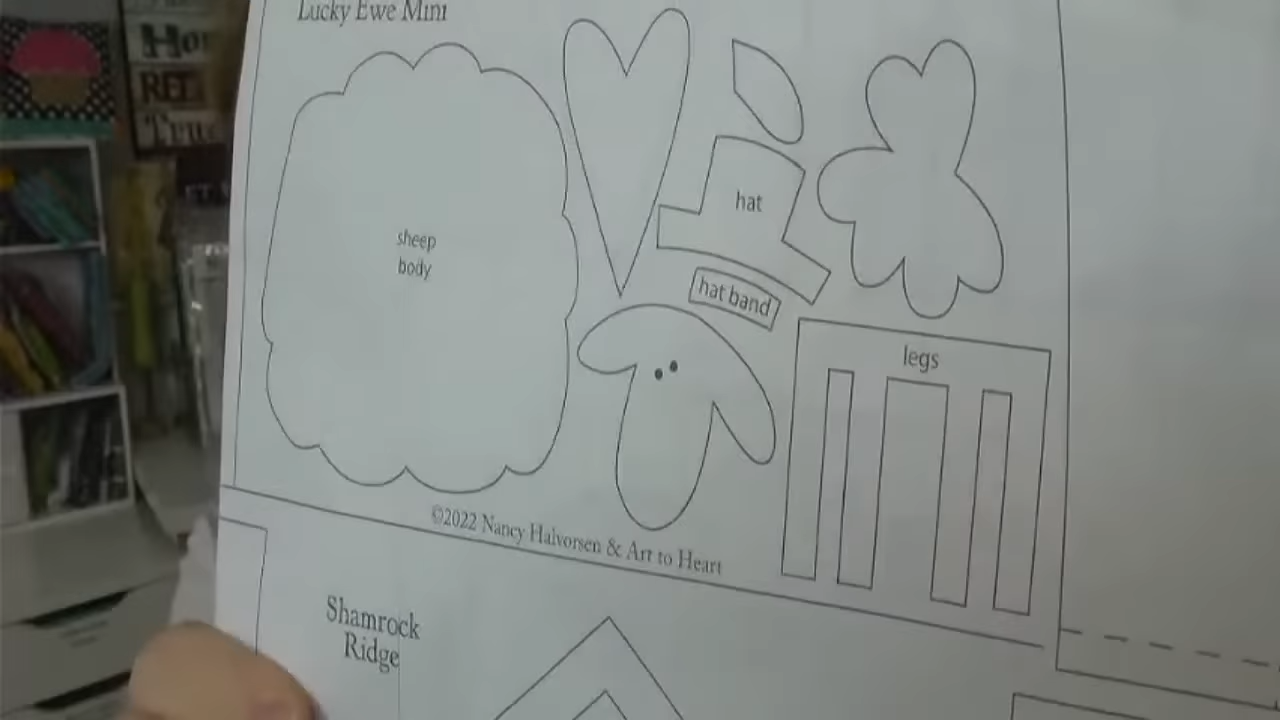 Lucky Ewe Mini
sheep
body
hat
hat band
legs
©2022 Nancy Halvorsen & Art to Heart
Shamrock
Ridge